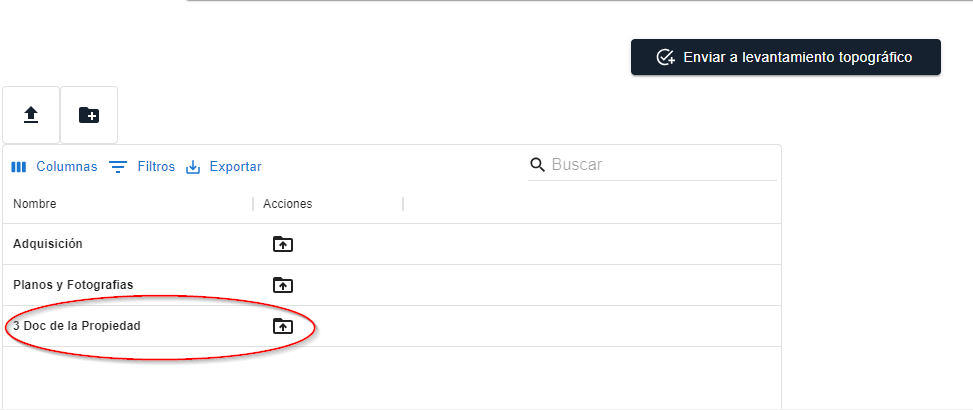 Enviar a levantamiento topográfico
Columnas Filtros Exportar Buscar
Nombre Acciones
Adquisición
Planos y Fotografias
3 Doc de la Propiedad